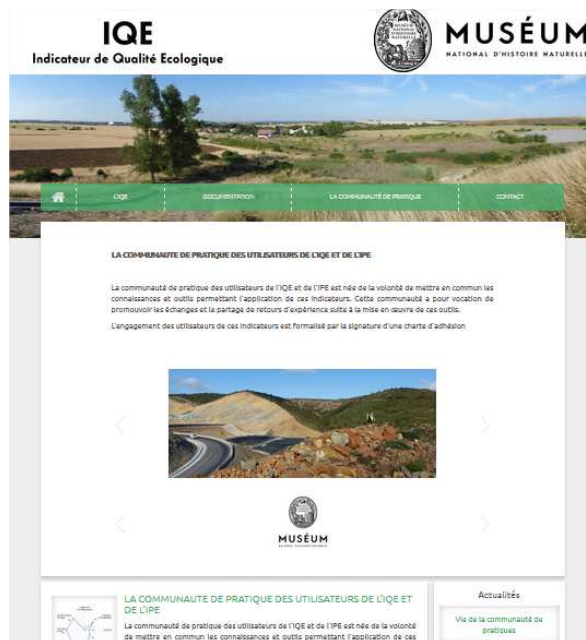 IQE
Indicateur de Qualité Ecologique
MUSÉUM
NATIONAL D'HISTOIRE NATURELLE
L'IQE
DOCUMENTATION
LA COMMUNAUTÉ DE PRATIQUE
CONTACT
LA COMMUNAUTE DE PRATIQUE DES UTILISATEURS DE L'IQE ET DE L'IPE
La communauté de pratique des utilisateurs de l'IQE et de l'IPE est née de la volonté de mettre en commun les
connaissances et outils permettant l'application de ces indicateurs. Cette communauté a pour vocation de
promouvoir les échanges et le partage de retours d'expérience suite à la mise en œuvre de ces outils.
L'engagement des utilisateurs de ces indicateurs est formalisé par la signature d'une charte d'adhésion
MUSÉUM
LA COMMUNAUTE DE PRATIQUE DES UTILISATEURS DE L'IQE ET
DE L'IPE
La communauté de pratique des utilisateurs de l'IQE et de l'IPE est née de la volonté
de mettre en commun les connaissances et outils permettant l'application de ces
Actualités
Vie de la communauté de
pratiques